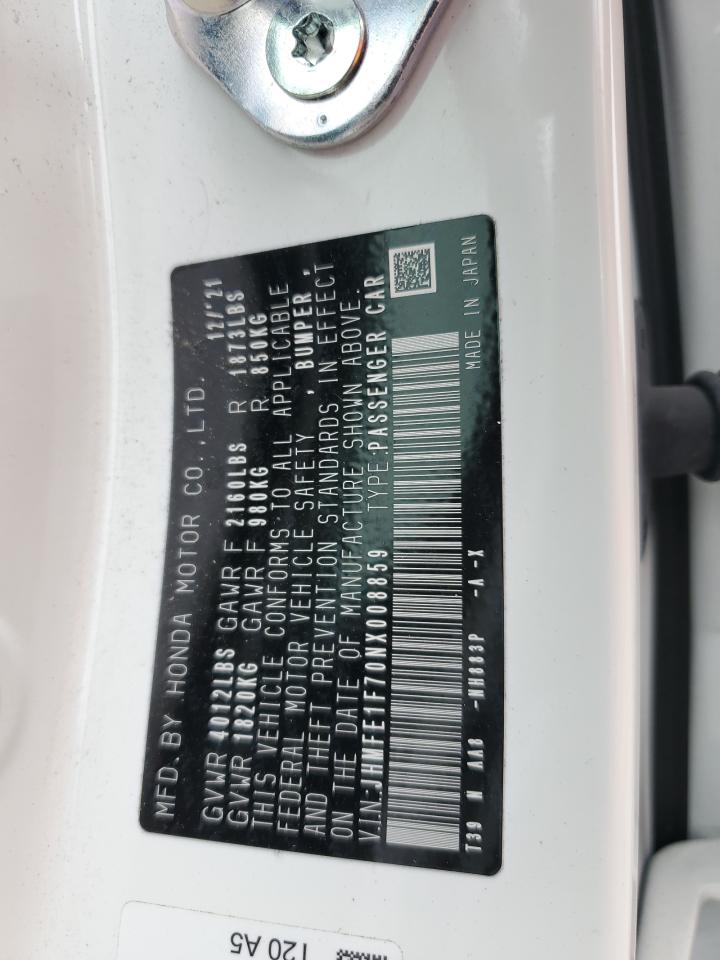 MFD. BY HONDA MOTOR CO., LTD. 12/'21
GVWR 4012LBS GAWR F 2160LBS R 1873LBS
GVWR 1820KG GAWR F 980KG R 850KG
THIS VEHICLE CONFORMS TO ALL APPLICABLE
FEDERAL MOTOR VEHICLE SAFETY , BUMPER ,
AND THEFT PREVENTION STANDARDS IN EFFECT
ON THE DATE OF MANUFACTURE SHOWN ABOVE.
V.I.N.:JHMFE1F70NX008859 TYPE:PASSENGER CAR
T39 N AA8 -NH883P -A -X MADE IN JAPAN
T20 A5